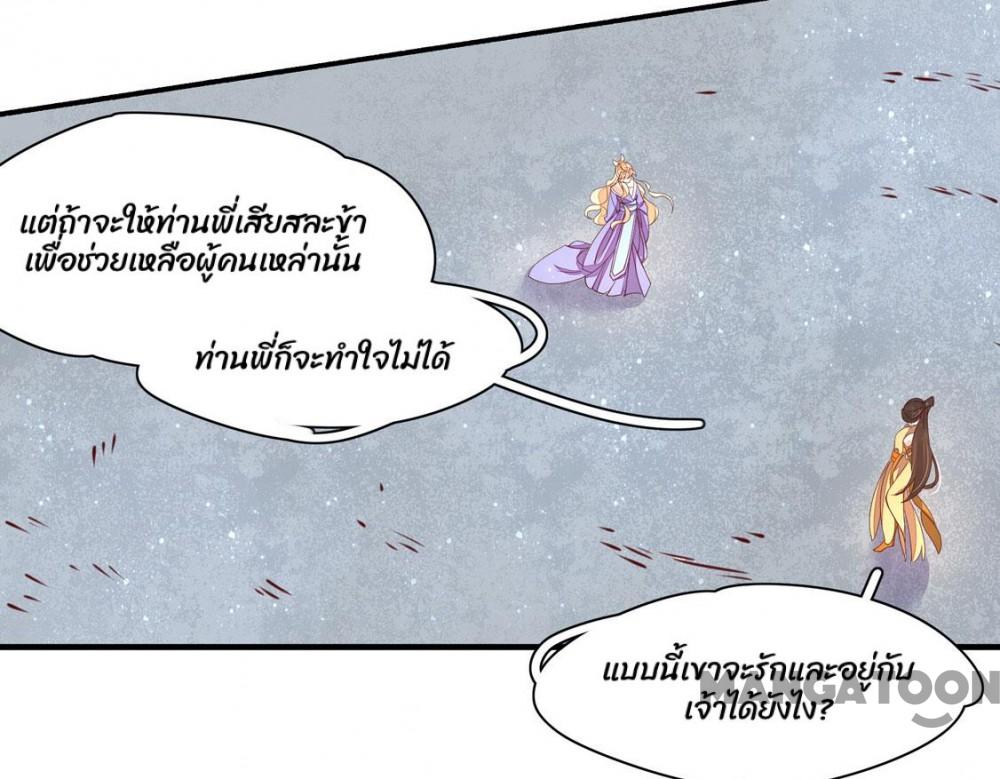 แต่ถ้าจะให้ท่านพี่เสียสละข้า
เพื่อช่วยเหลือผู้คนเหล่านั้น
ท่านพี่ก็จะทำใจไม่ได้
แบบนี้เขาจะรักและอยู่กับ
เจ้าได้ยังไง?
MANGATOON